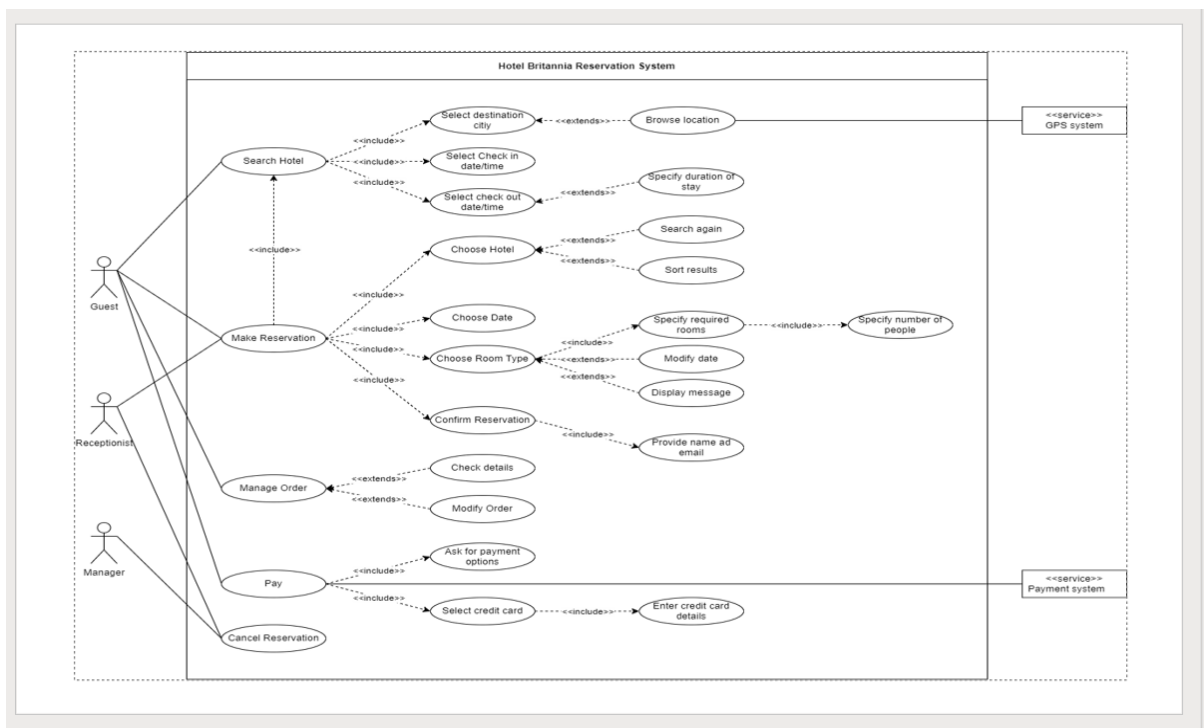 Hotel Britannia Reservation System
Select destination
citiy
<<extends>>
Browse location
<<service>>
GPS system
<<include>>
Search Hotel
<<include>>
Select Check in
date/time
<<include>>
Select check out
date/time
<<extends>>
Specify duration of
stay
<<include>>
Choose Hotel
<<extends>>
Search again
<<extends>>
Sort results
Guest
<<include>>
Choose Date
Make Reservation
<<include>>
<<include>>
Choose Room Type
<<include>>
Specify required
rooms
<<include>>
Specify number of
people
<<extends>>
Modify date
<<extends>>
Display message
<<include>>
Confirm Reservation
<<include>>
Provide name ad
email
Receptionist
Manage Order
<<extends>>
Check details
<<extends>>
Modify Order
Manager
Pay
<<include>>
Ask for payment
options
<<service>>
Payment system
<<include>>
Select credit card
<<include>>
Enter credit card
details
Cancel Reservation